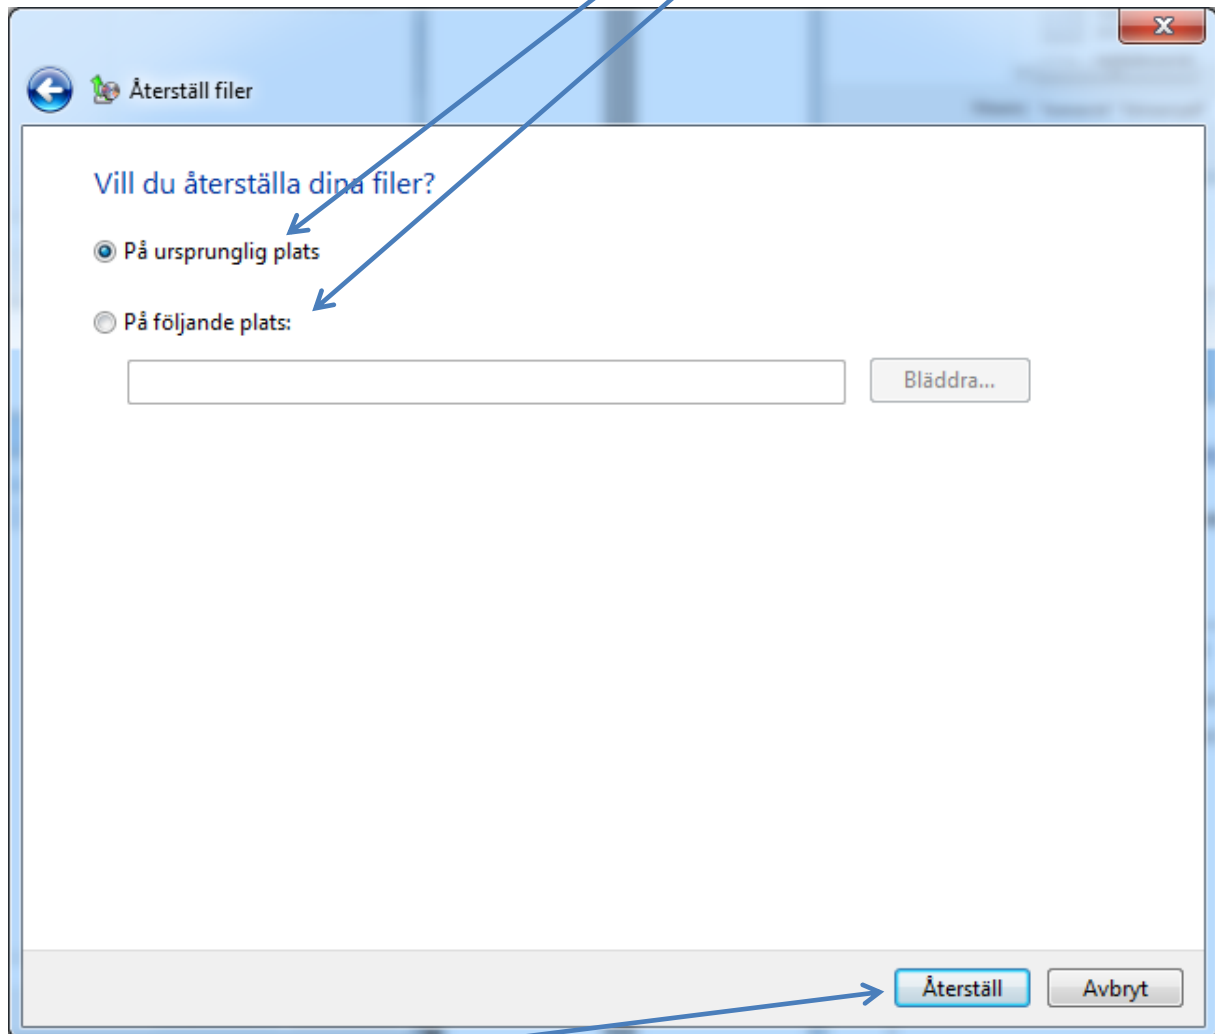 Återställ filer
Vill du återställa dina filer?
På ursprunglig plats
På följande plats:
Bläddra...
Återställ
Avbryt